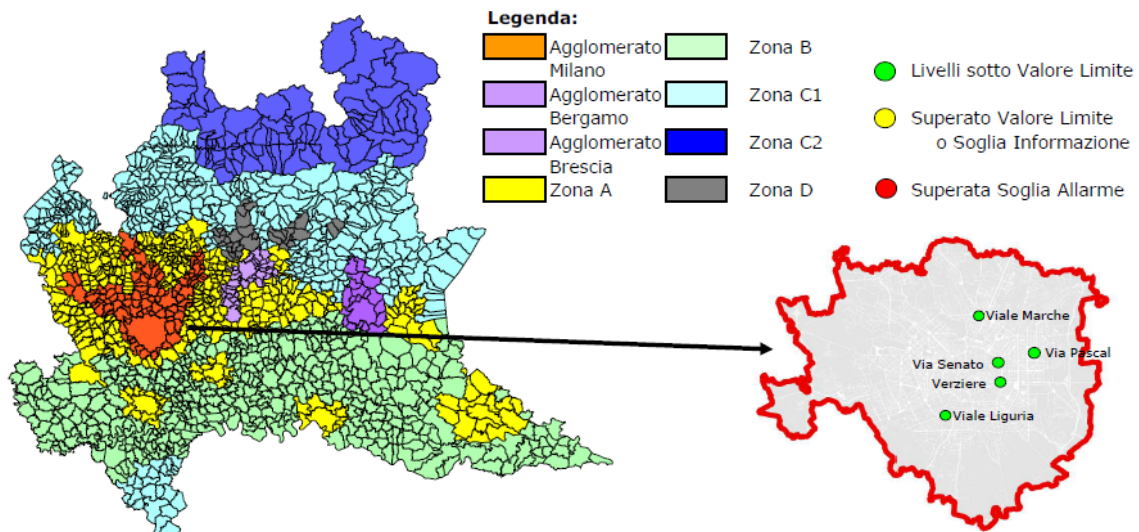 Legenda:
Agglomerato
Milano
Agglomerato
Bergamo
Agglomerato
Brescia
Zona A
Zona B
Zona C1
Zona C2
Zona D
Livelli sotto Valore Limite
Superato Valore Limite
o Soglia Informazione
Superata Soglia Allarme
Viale Marche
Via Pascal
Via Senato
Verziere
Viale Liguria